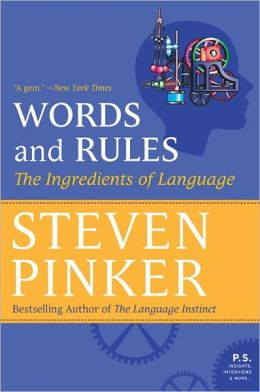 "A gem." —New York Times
WORDS
and RULES
The Ingredients of Language
STEVEN
PINKER
Bestselling Author of The Language Instinct
P.S.
INSIGHTS,
INTERVIEWS
& MORE...